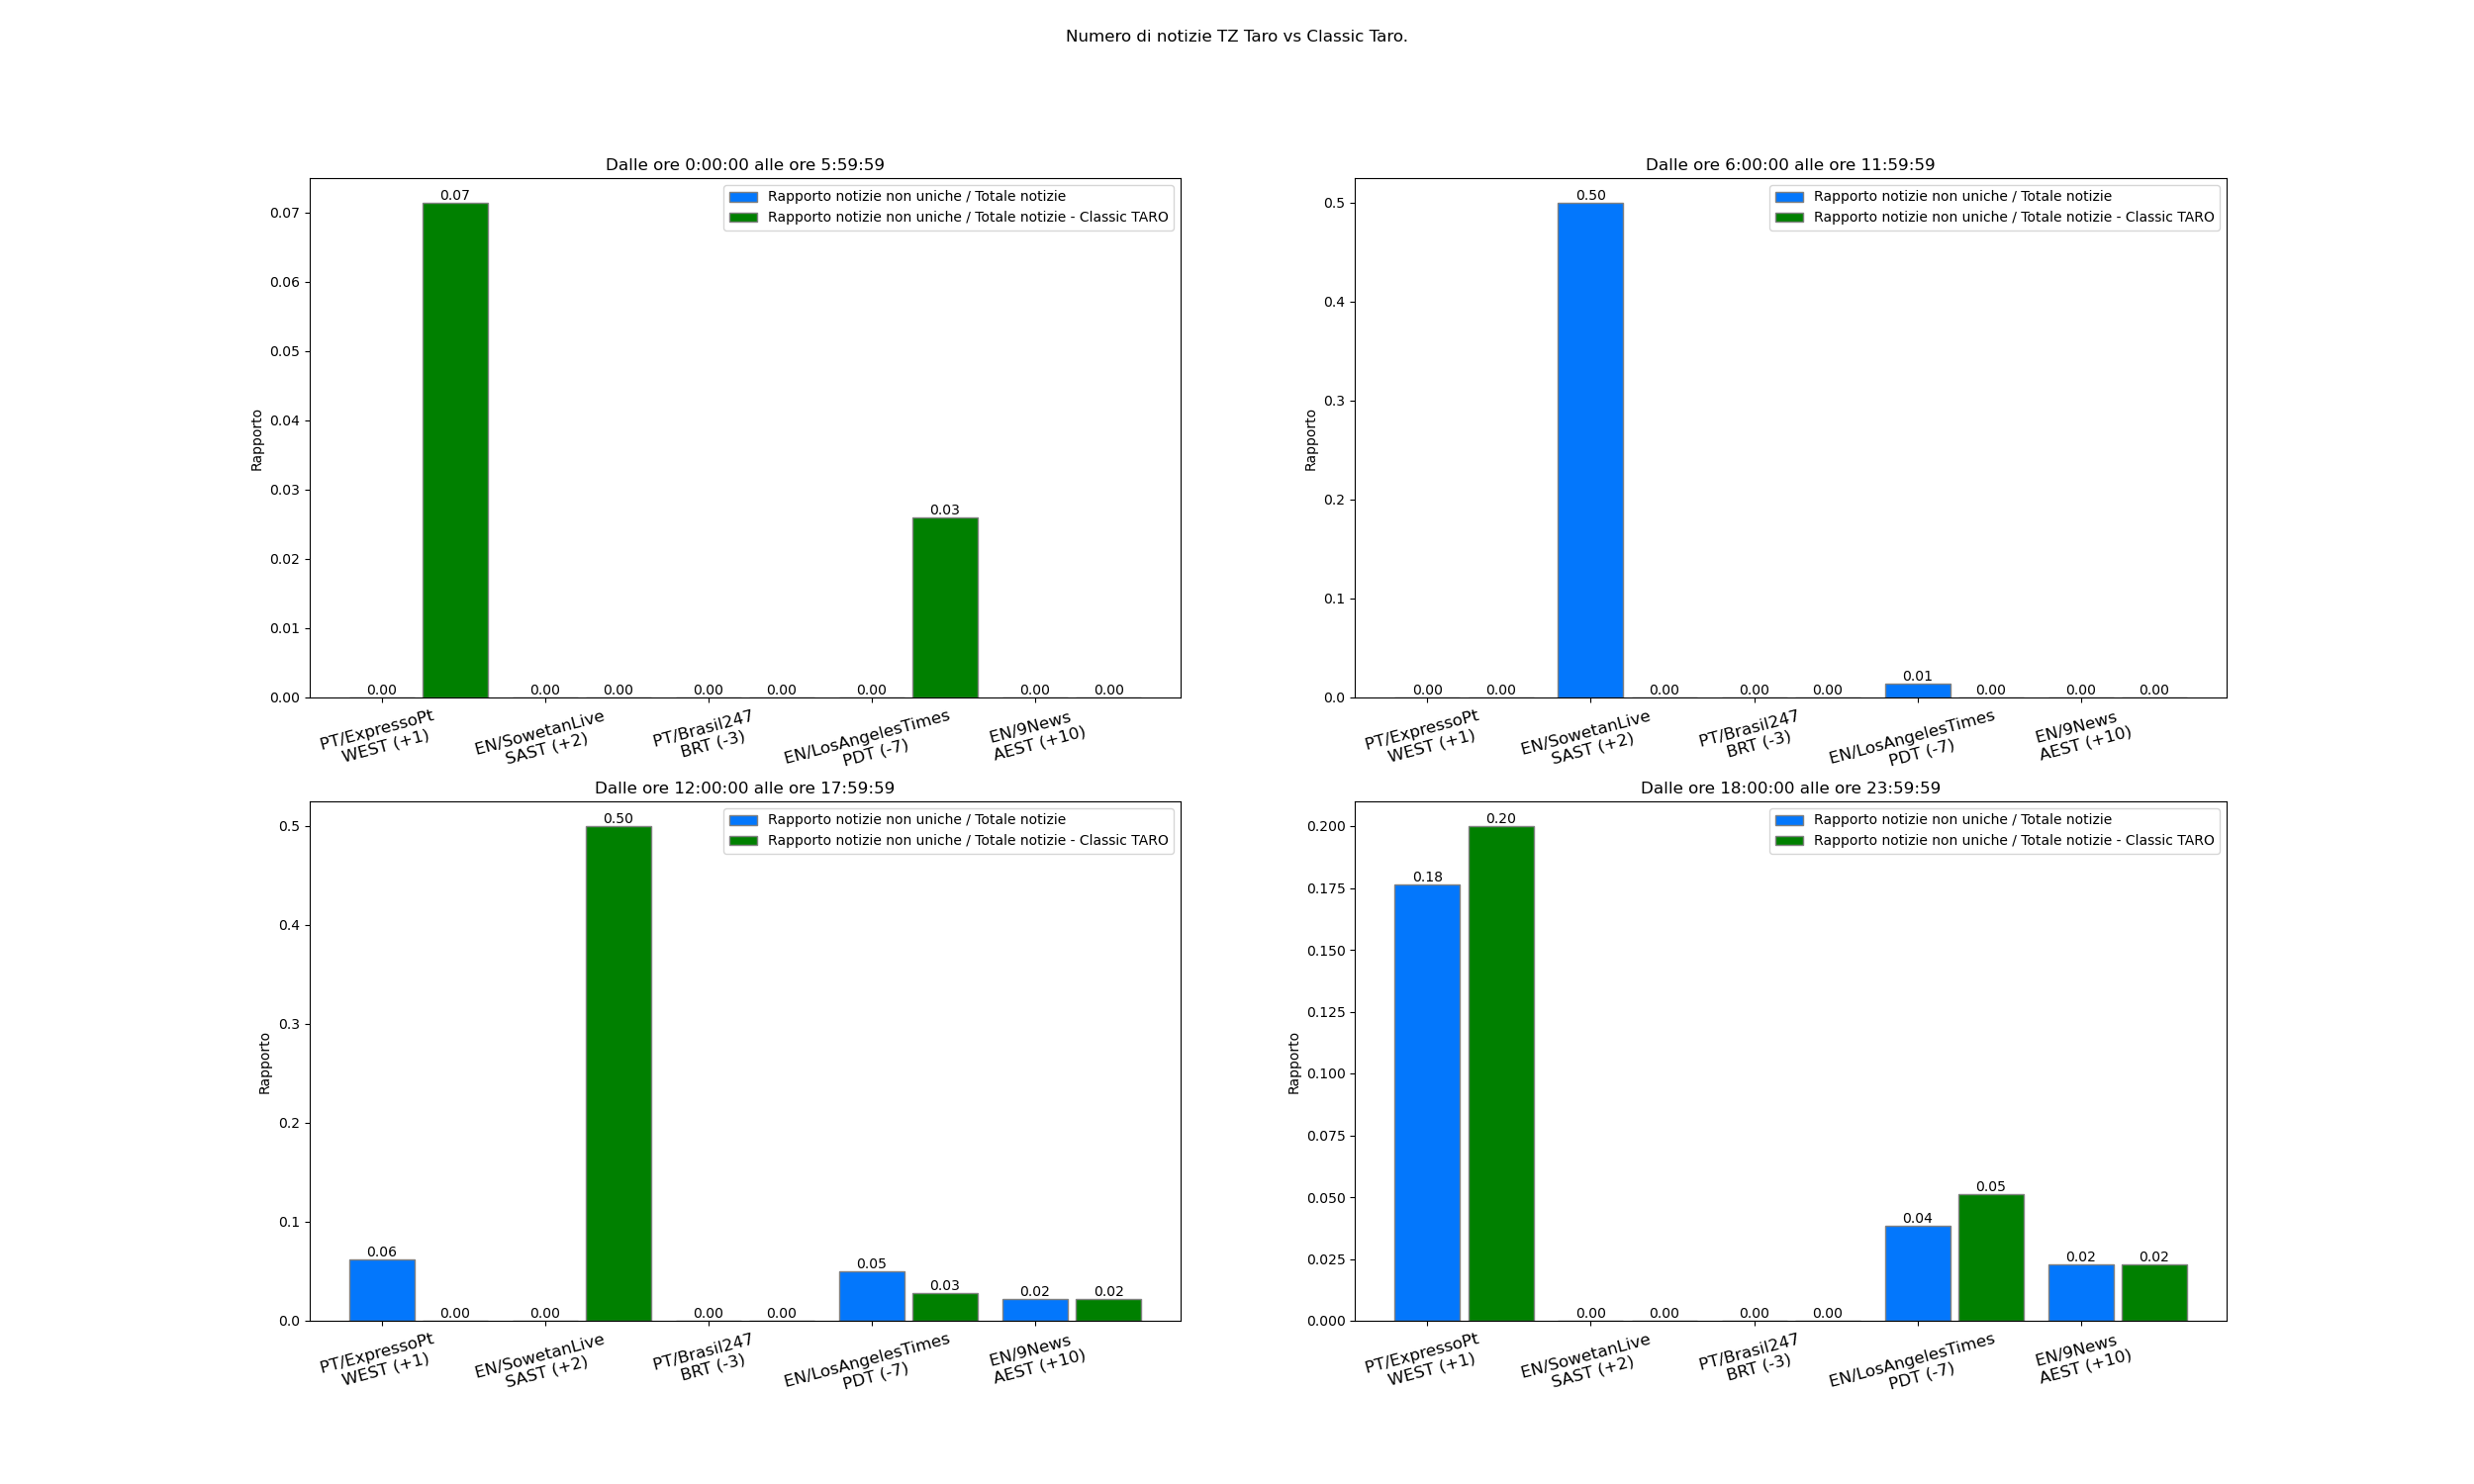 Numero di notizie TZ Taro vs Classic Taro.
Dalle ore 0:00:00 alle ore 5:59:59
Rapporto notizie non uniche / Totale notizie
Rapporto notizie non uniche / Totale notizie - Classic TARO
Rapporto
0.07
0.06
0.05
0.04
0.03
0.02
0.01
0.00
0.00
0.07
0.00
0.00
0.00
0.00
0.00
0.03
0.00
0.00
PT/ExpressoPt
WEST (+1)
EN/SowetanLive
SAST (+2)
PT/Brasil247
BRT (-3)
EN/LosAngelesTimes
PDT (-7)
EN/9News
AEST (+10)
Dalle ore 6:00:00 alle ore 11:59:59
Rapporto notizie non uniche / Totale notizie
Rapporto notizie non uniche / Totale notizie - Classic TARO
Rapporto
0.5
0.4
0.3
0.2
0.1
0.0
0.00
0.00
0.50
0.00
0.00
0.00
0.01
0.00
0.00
0.00
PT/ExpressoPt
WEST (+1)
EN/SowetanLive
SAST (+2)
PT/Brasil247
BRT (-3)
EN/LosAngelesTimes
PDT (-7)
EN/9News
AEST (+10)
Dalle ore 12:00:00 alle ore 17:59:59
Rapporto notizie non uniche / Totale notizie
Rapporto notizie non uniche / Totale notizie - Classic TARO
Rapporto
0.5
0.4
0.3
0.2
0.1
0.0
0.06
0.00
0.00
0.50
0.00
0.00
0.05
0.03
0.02
0.02
PT/ExpressoPt
WEST (+1)
EN/SowetanLive
SAST (+2)
PT/Brasil247
BRT (-3)
EN/LosAngelesTimes
PDT (-7)
EN/9News
AEST (+10)
Dalle ore 18:00:00 alle ore 23:59:59
Rapporto notizie non uniche / Totale notizie
Rapporto notizie non uniche / Totale notizie - Classic TARO
Rapporto
0.200
0.175
0.150
0.125
0.100
0.075
0.050
0.025
0.000
0.18
0.20
0.00
0.00
0.00
0.00
0.04
0.05
0.02
0.02
PT/ExpressoPt
WEST (+1)
EN/SowetanLive
SAST (+2)
PT/Brasil247
BRT (-3)
EN/LosAngelesTimes
PDT (-7)
EN/9News
AEST (+10)